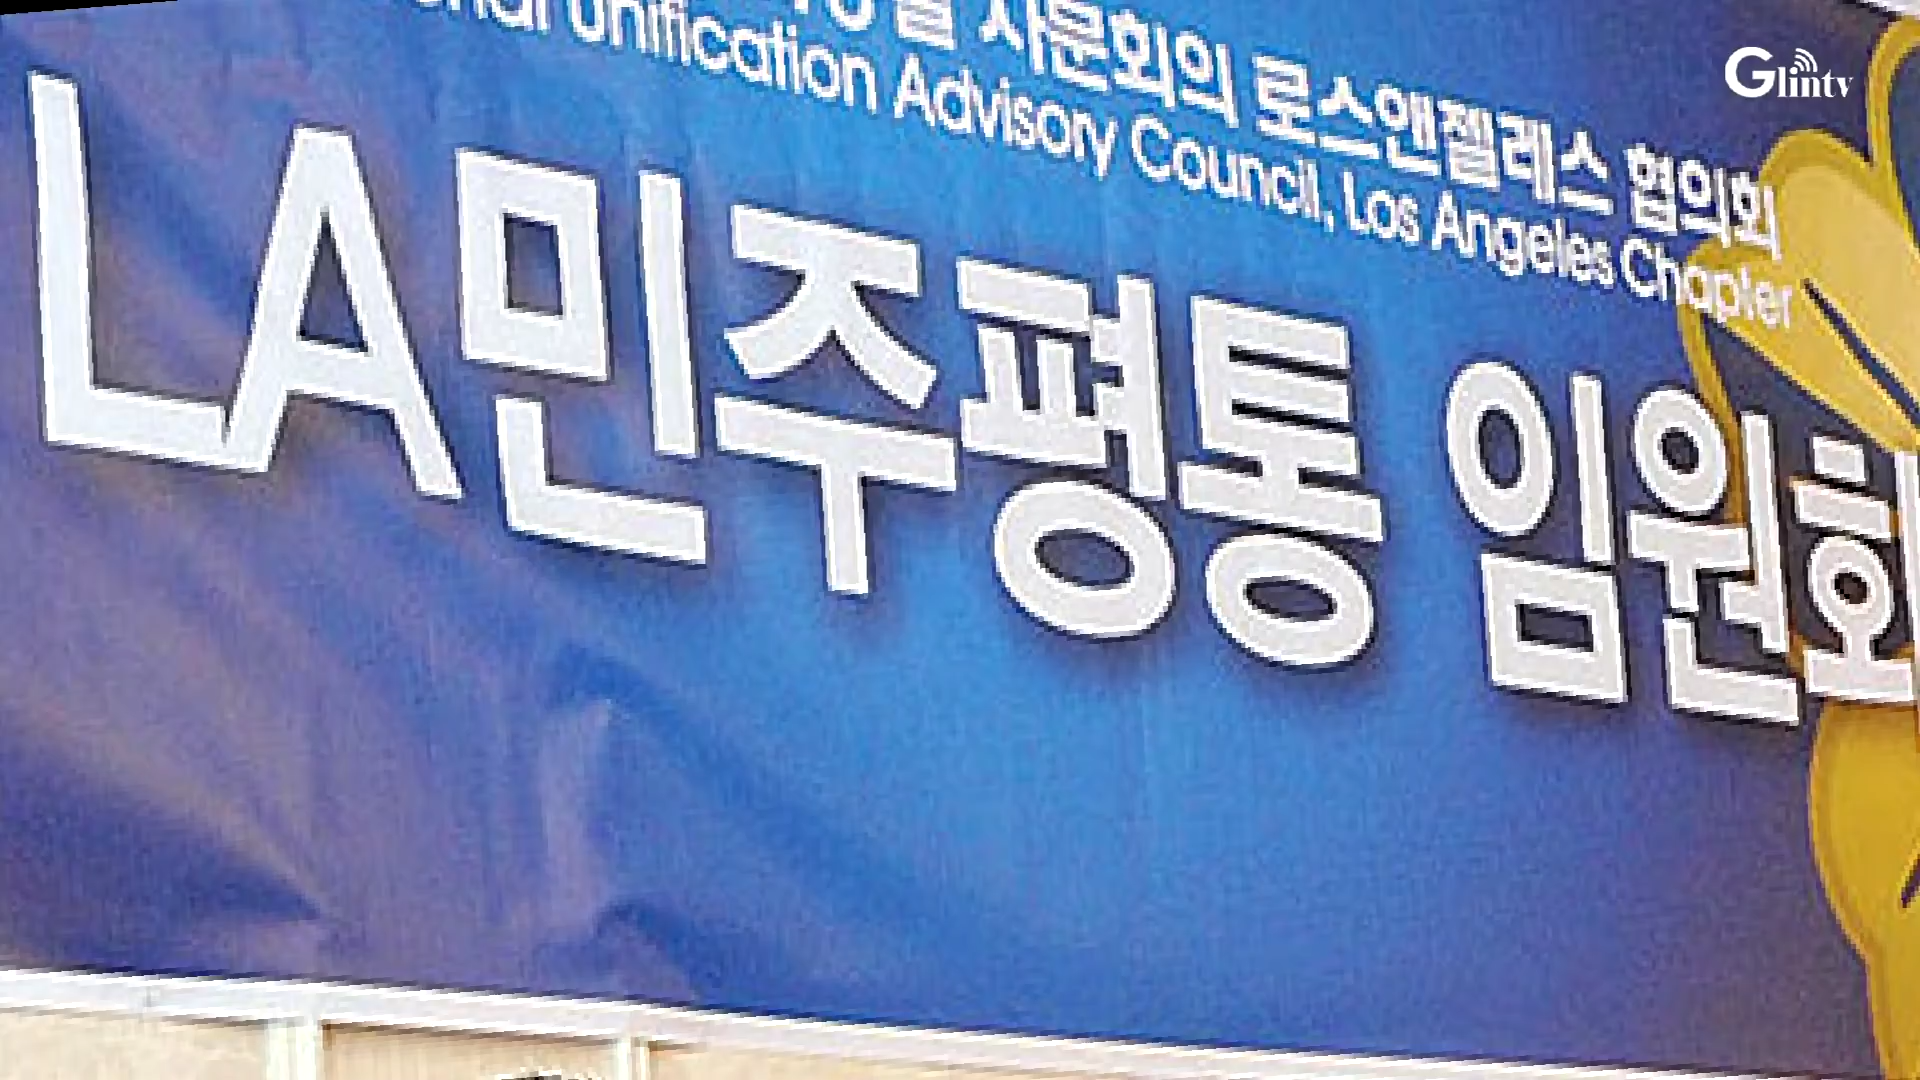 자문회의 로스앤젤레스 협의회
Unification Advisory Council, Los Angeles Chapter
LA민주평통 임원회
Glintv